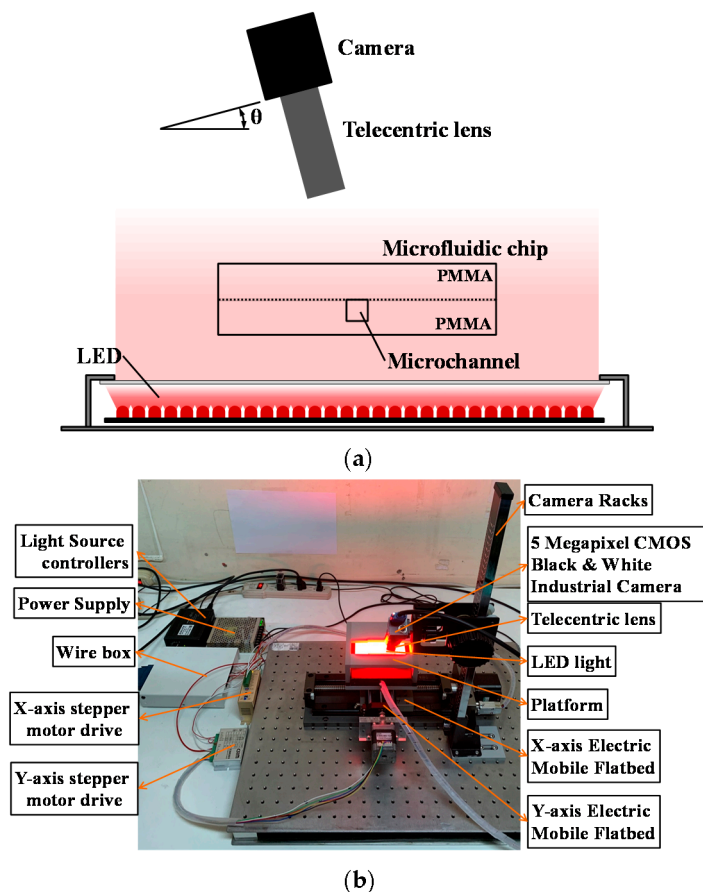 Camera
θ
Telecentric lens
Microfluidic chip
PMMA
PMMA
LED
Microchannel
(a)
Light Source
controllers
Power Supply
Wire box
X-axis stepper
motor drive
Y-axis stepper
motor drive
Camera Racks
5 Megapixel CMOS
Black & White
Industrial Camera
Telecentric lens
LED light
Platform
X-axis Electric
Mobile Flatbed
Y-axis Electric
Mobile Flatbed
(b)